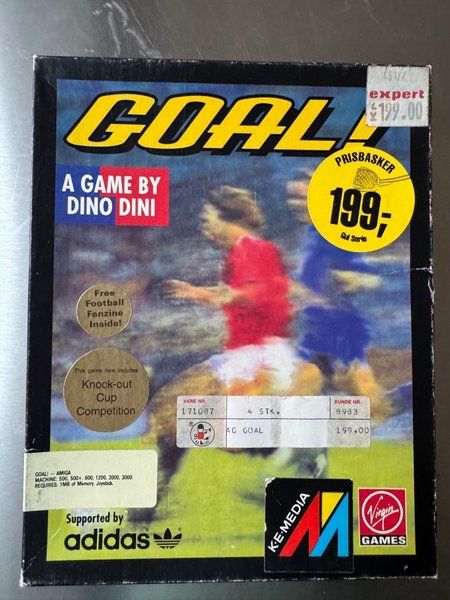 GOAL!
expert
199.00
A GAME BY
DINO DINI
PRISBASKER
199,-
Gul Serie
Free
Football
Fanzine
Inside!
This game now includes:
Knock-out
Cup
Competition
VARE NR.
KUNDE NR.
171087
4 STK.
8983
AG GOAL
199,00
GOAL! — AMIGA
MACHINE: 500, 500+, 600, 1200, 2000, 3000
REQUIRES: 1MB of Memory Joystick.
Supported by
adidas
K·E·MEDIA
Virgin
GAMES